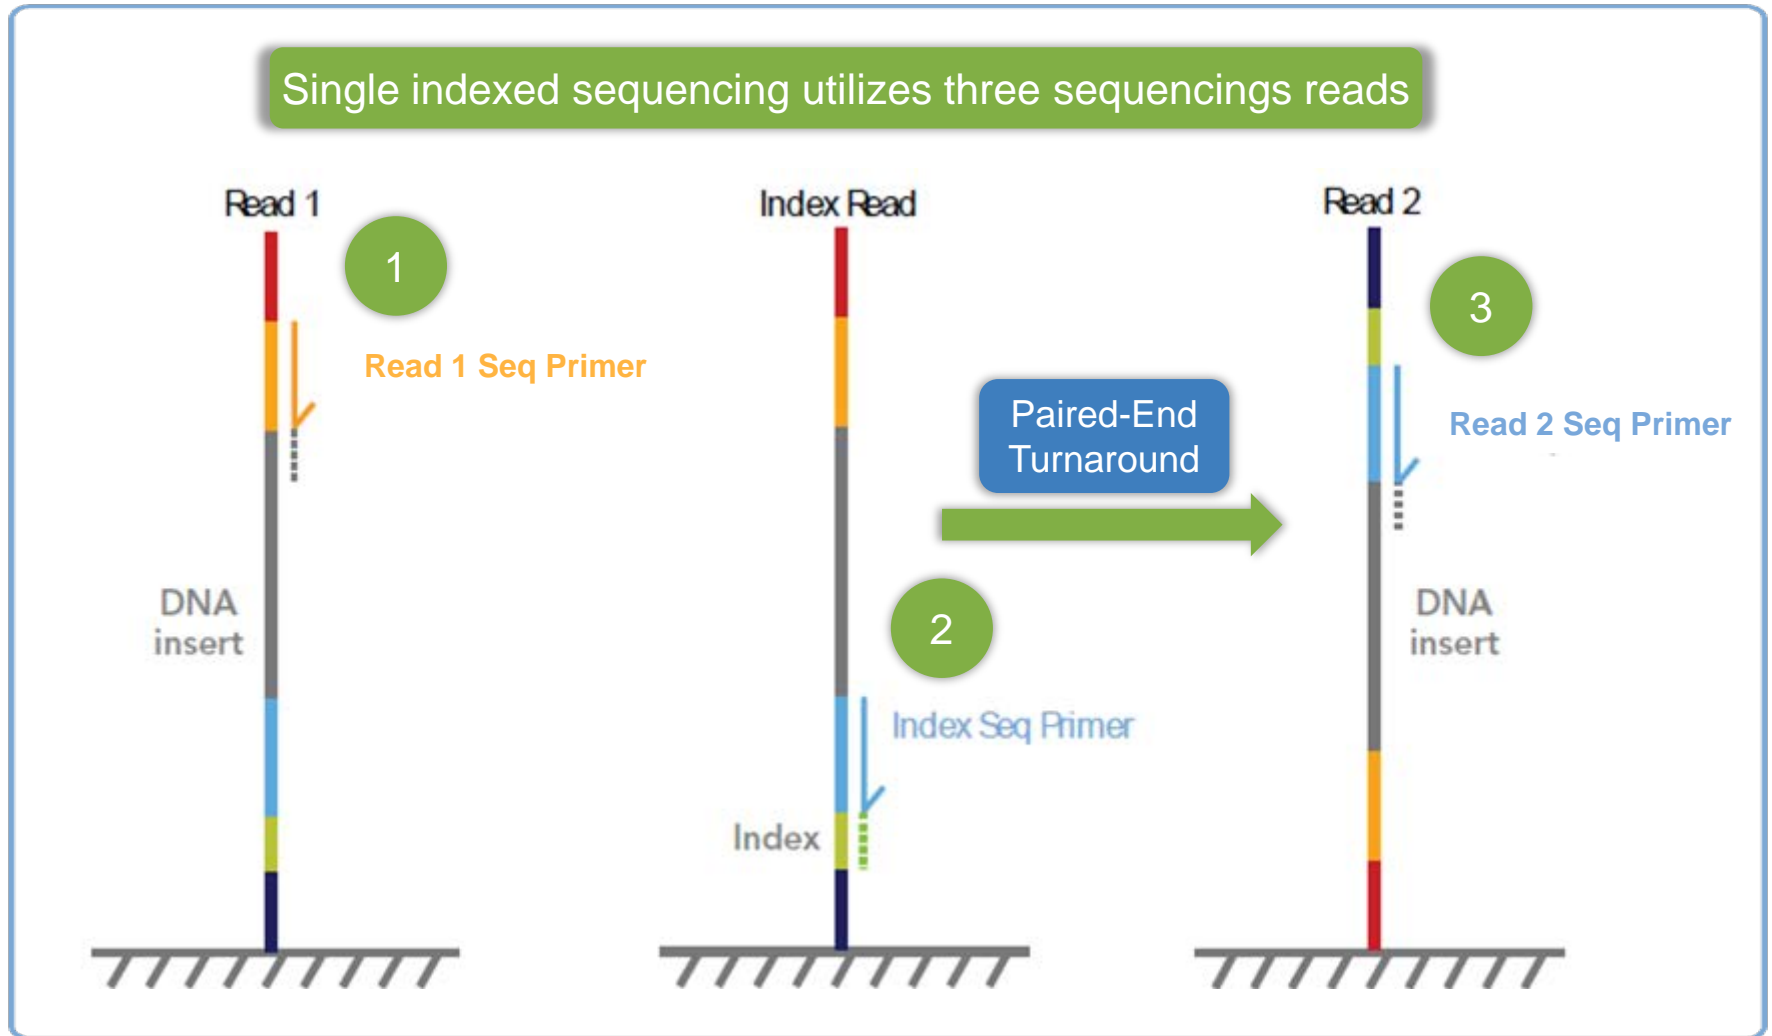 Single indexed sequencing utilizes three sequencings reads
Read 1
1
Read 1 Seq Primer
DNA
insert
Index Read
2
Index Seq Primer
Index
Paired-End
Turnaround
Read 2
3
Read 2 Seq Primer
DNA
insert